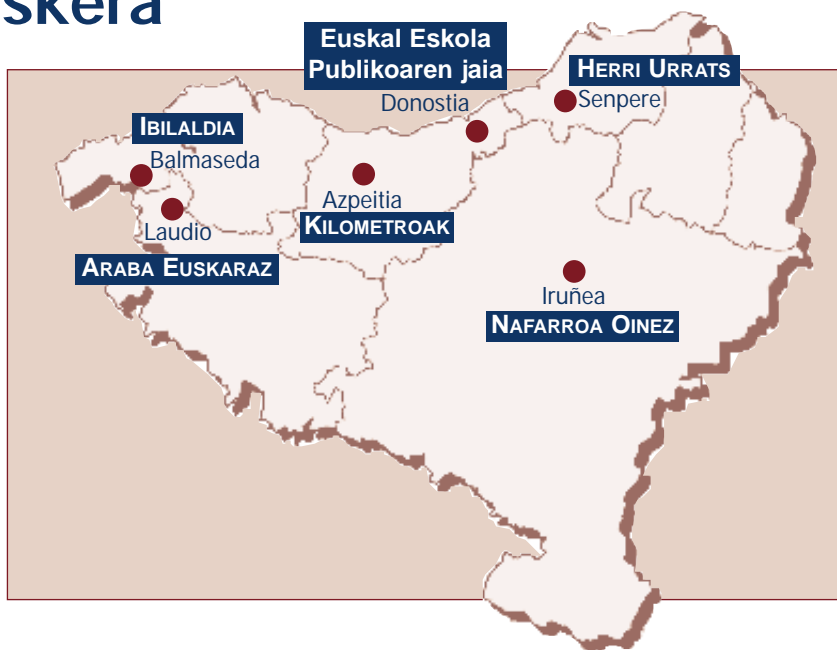 skera
Euskal Eskola
Publikoaren jaia
Donostia
HERRI URRATS
Senpere
IBILALDIA
Balmaseda
Azpeitia
KILOMETROAK
Laudio
ARABA EUSKARAZ
Iruñea
NAFARROA OINEZ